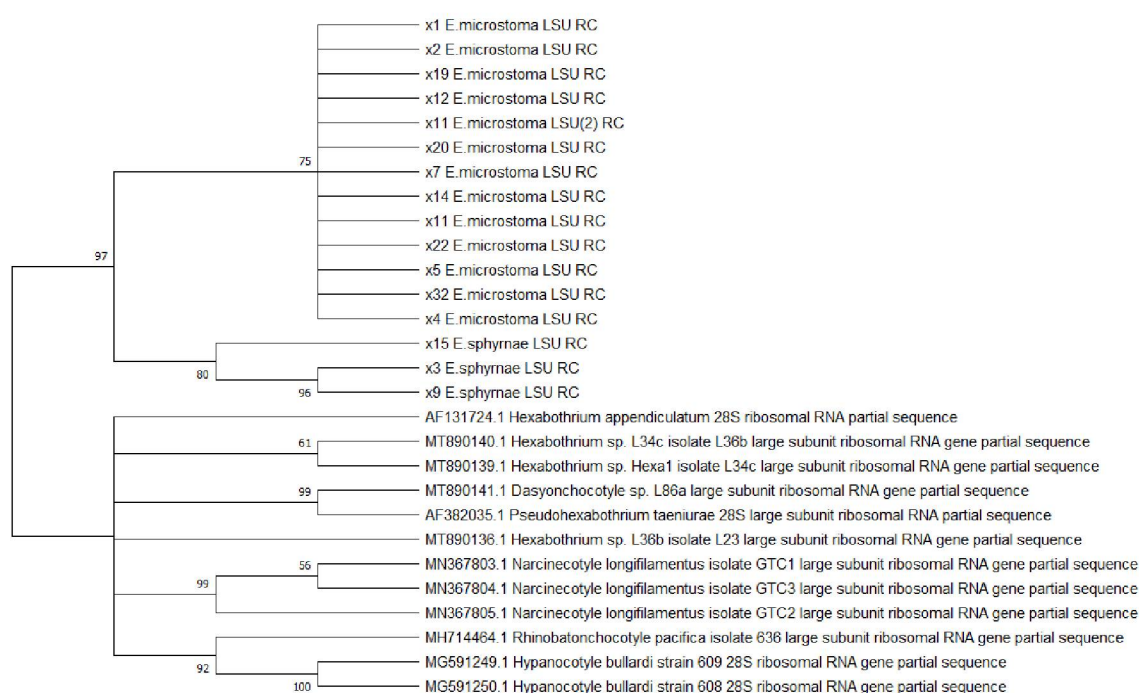 x1 E.microstoma LSU RC
x2 E.microstoma LSU RC
x19 E.microstoma LSU RC
x12 E.microstoma LSU RC
x11 E.microstoma LSU(2) RC
x20 E.microstoma LSU RC
75
x7 E.microstoma LSU RC
x14 E.microstoma LSU RC
x11 E.microstoma LSU RC
x22 E.microstoma LSU RC
97
x5 E.microstoma LSU RC
x32 E.microstoma LSU RC
x4 E.microstoma LSU RC
x15 E.sphyrnae LSU RC
80
x3 E.sphyrnae LSU RC
96
x9 E.sphyrnae LSU RC
AF131724.1 Hexabothrium appendiculatum 28S ribosomal RNA partial sequence
61
MT890140.1 Hexabothrium sp. L34c isolate L36b large subunit ribosomal RNA gene partial sequence
MT890139.1 Hexabothrium sp. Hexa1 isolate L34c large subunit ribosomal RNA gene partial sequence
99
MT890141.1 Dasyonchocotyle sp. L86a large subunit ribosomal RNA gene partial sequence
AF382035.1 Pseudohexabothrium taeniurae 28S large subunit ribosomal RNA partial sequence
MT890136.1 Hexabothrium sp. L36b isolate L23 large subunit ribosomal RNA gene partial sequence
56
MN367803.1 Narcinecotyle longifilamentus isolate GTC1 large subunit ribosomal RNA gene partial sequence
99
MN367804.1 Narcinecotyle longifilamentus isolate GTC3 large subunit ribosomal RNA gene partial sequence
MN367805.1 Narcinecotyle longifilamentus isolate GTC2 large subunit ribosomal RNA gene partial sequence
MH714464.1 Rhinobatonchocotyle pacifica isolate 636 large subunit ribosomal RNA gene partial sequence
92
MG591249.1 Hypanocotyle bullardi strain 609 28S ribosomal RNA gene partial sequence
100
MG591250.1 Hypanocotyle bullardi strain 608 28S ribosomal RNA gene partial sequence